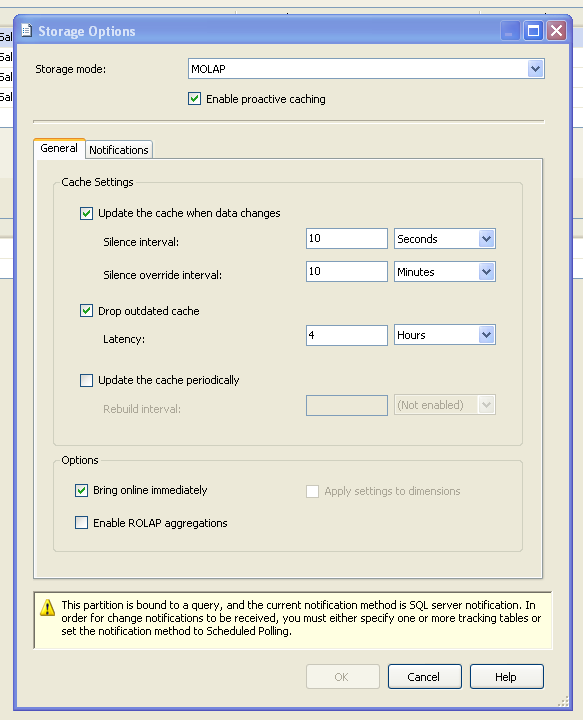 Storage Options
Storage mode: MOLAP
Enable proactive caching
General Notifications
Cache Settings
Update the cache when data changes
Silence interval: 10 Seconds
Silence override interval: 10 Minutes
Drop outdated cache
Latency: 4 Hours
Update the cache periodically
Rebuild interval: (Not enabled)
Options
Bring online immediately Apply settings to dimensions
Enable ROLAP aggregations
This partition is bound to a query, and the current notification method is SQL server notification. In
order for change notifications to be received, you must either specify one or more tracking tables or
set the notification method to Scheduled Polling.
OK Cancel Help